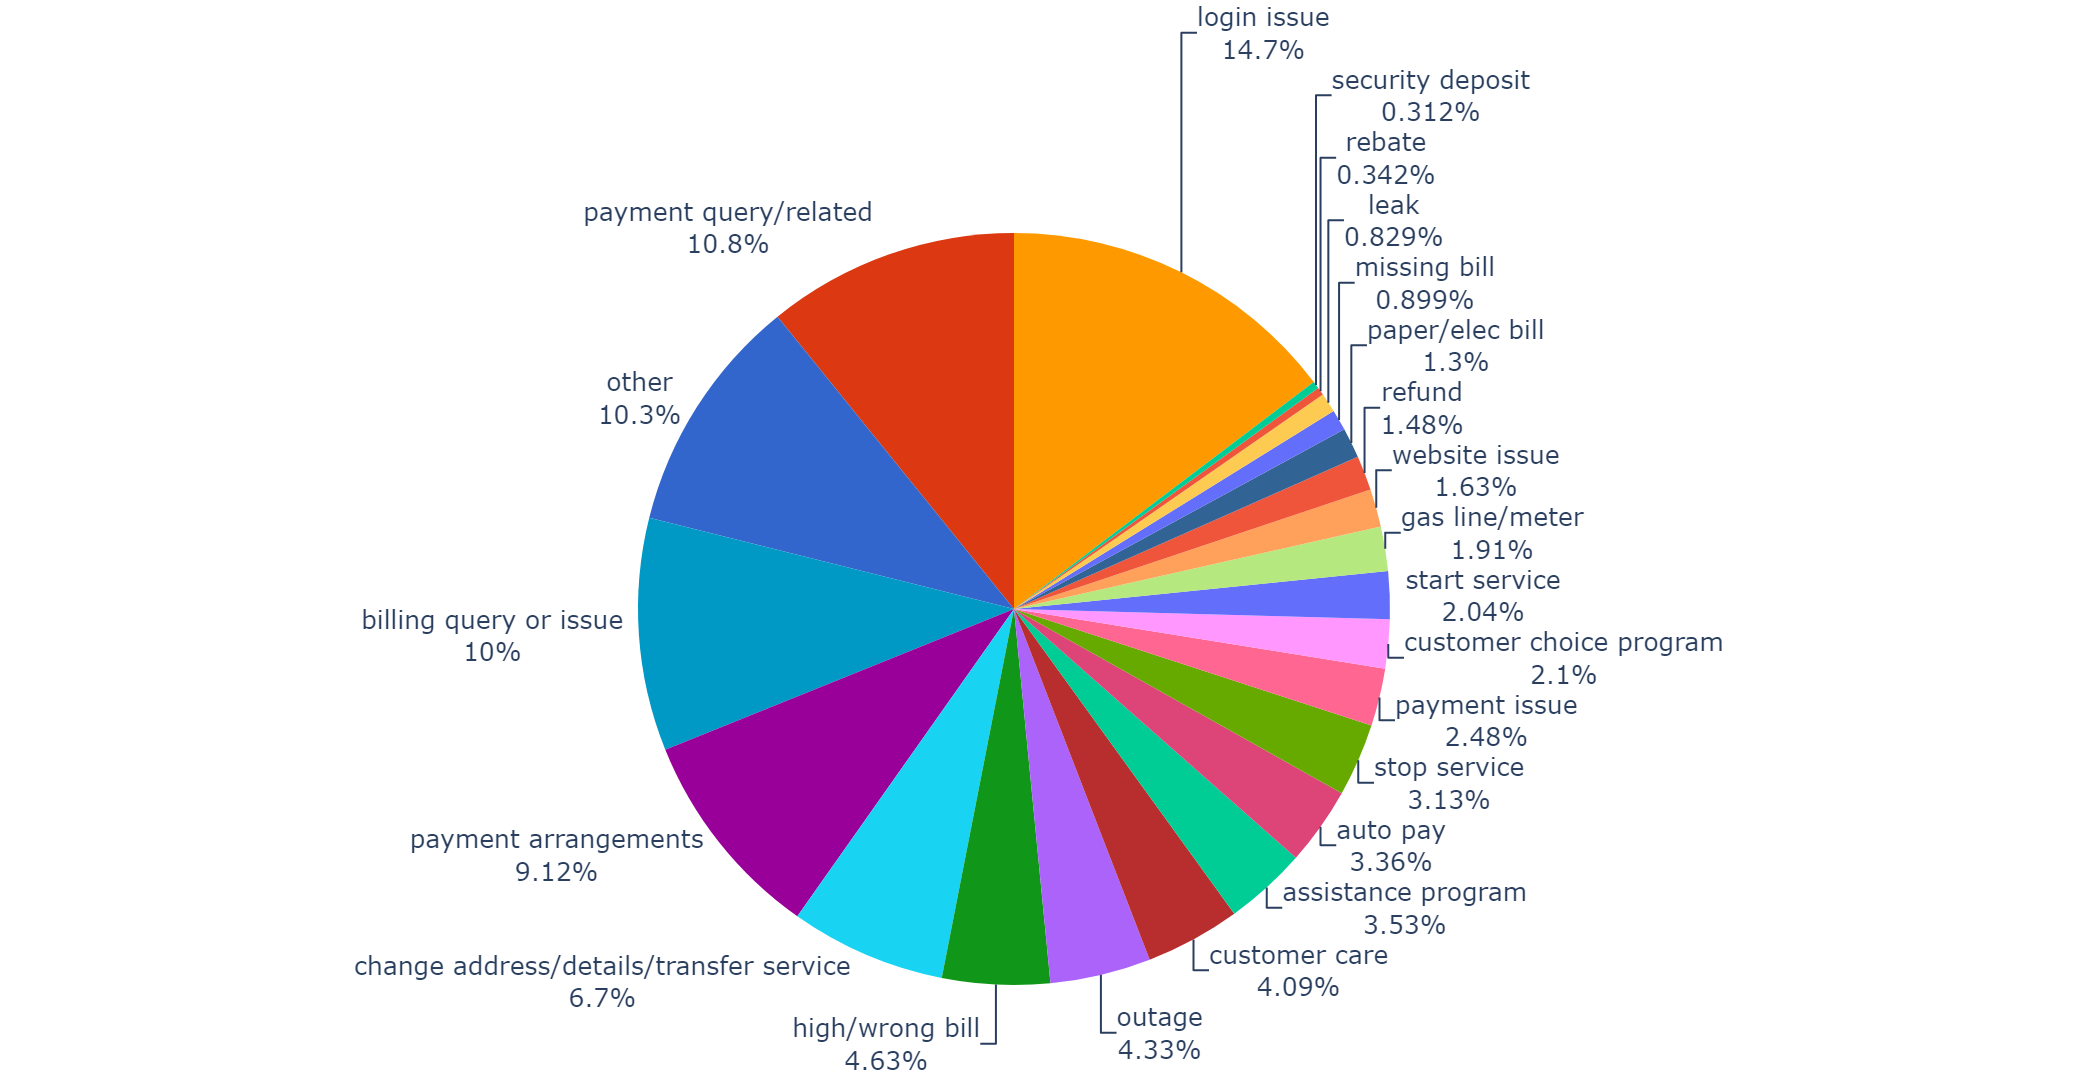 login issue
14.7%
security deposit
0.312%
rebate
0.342%
leak
0.829%
missing bill
0.899%
paper/elec bill
1.3%
refund
1.48%
website issue
1.63%
gas line/meter
1.91%
start service
2.04%
customer choice program
2.1%
payment issue
2.48%
stop service
3.13%
auto pay
3.36%
assistance program
3.53%
customer care
4.09%
outage
4.33%
high/wrong bill
4.63%
change address/details/transfer service
6.7%
payment arrangements
9.12%
billing query or issue
10%
other
10.3%
payment query/related
10.8%